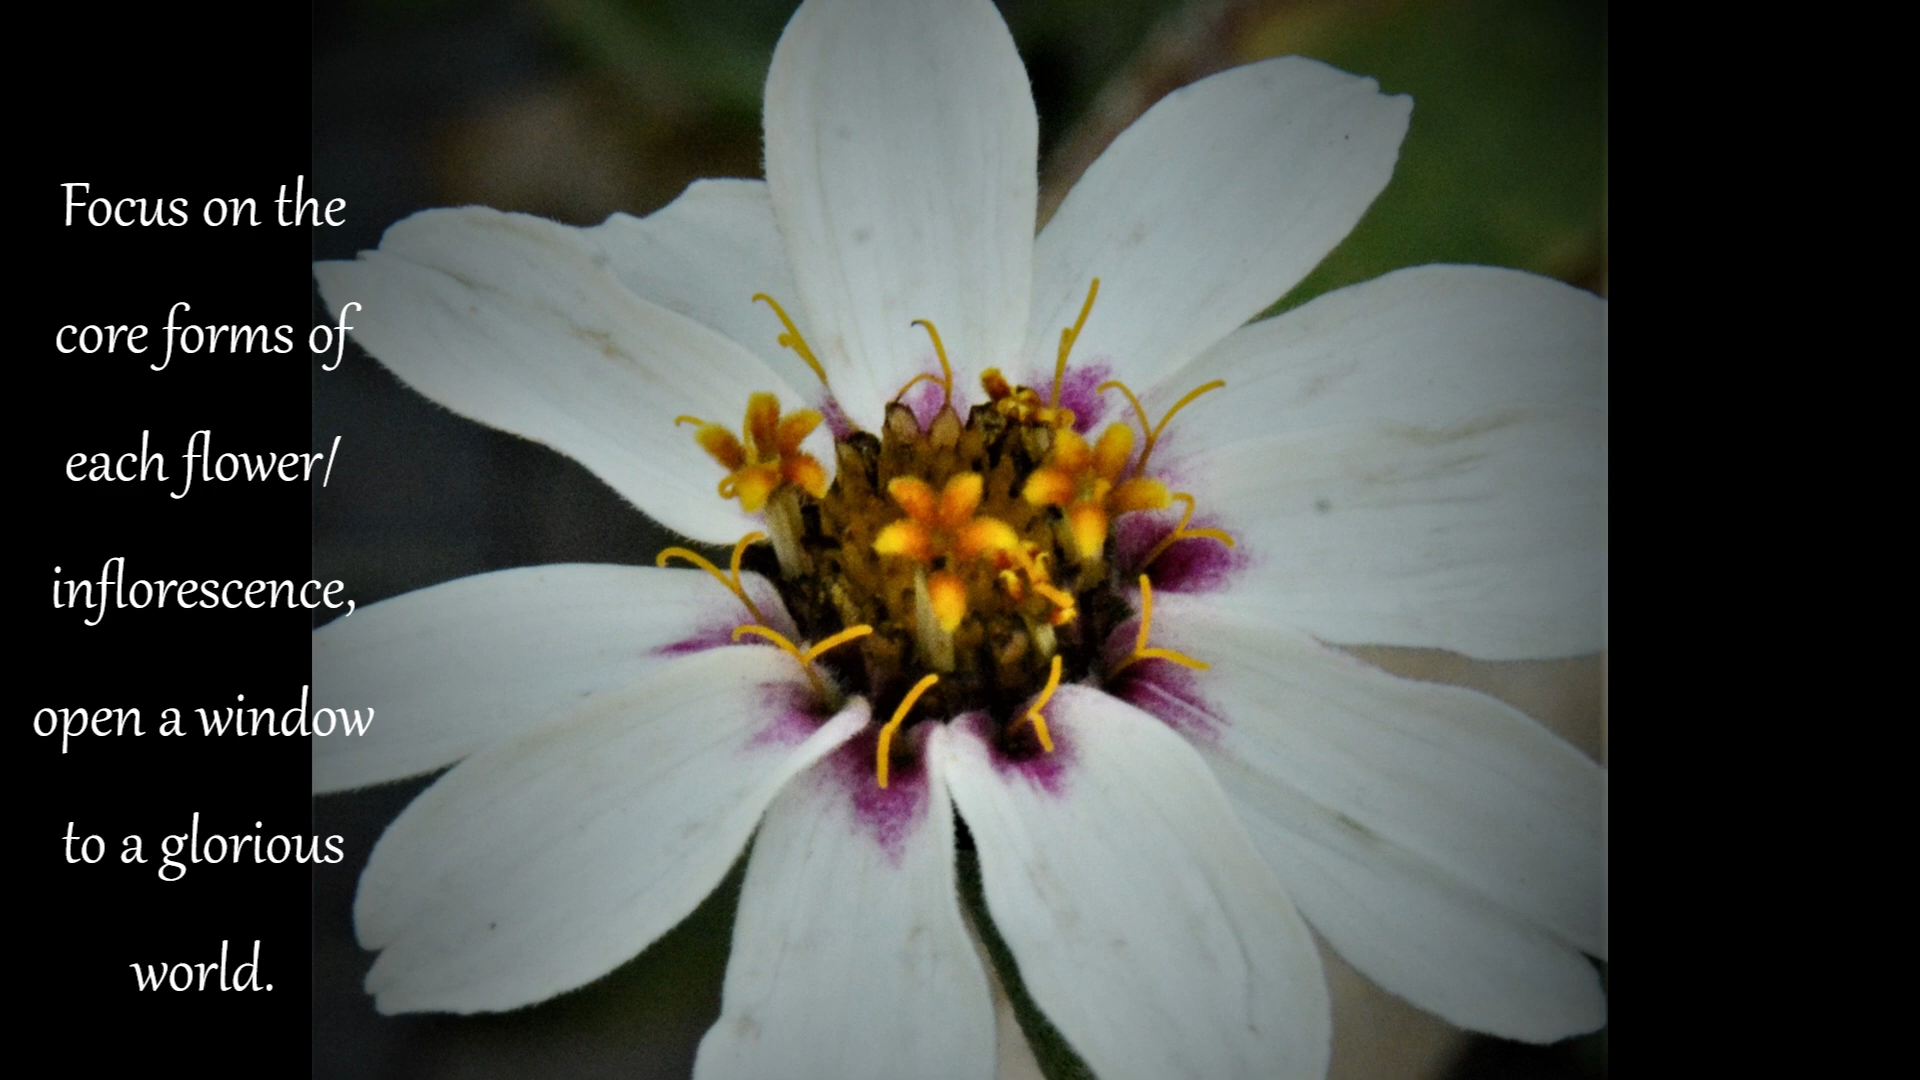 Focus on the
core forms of
each flower/
inflorescence,
open a window
to a glorious
world.